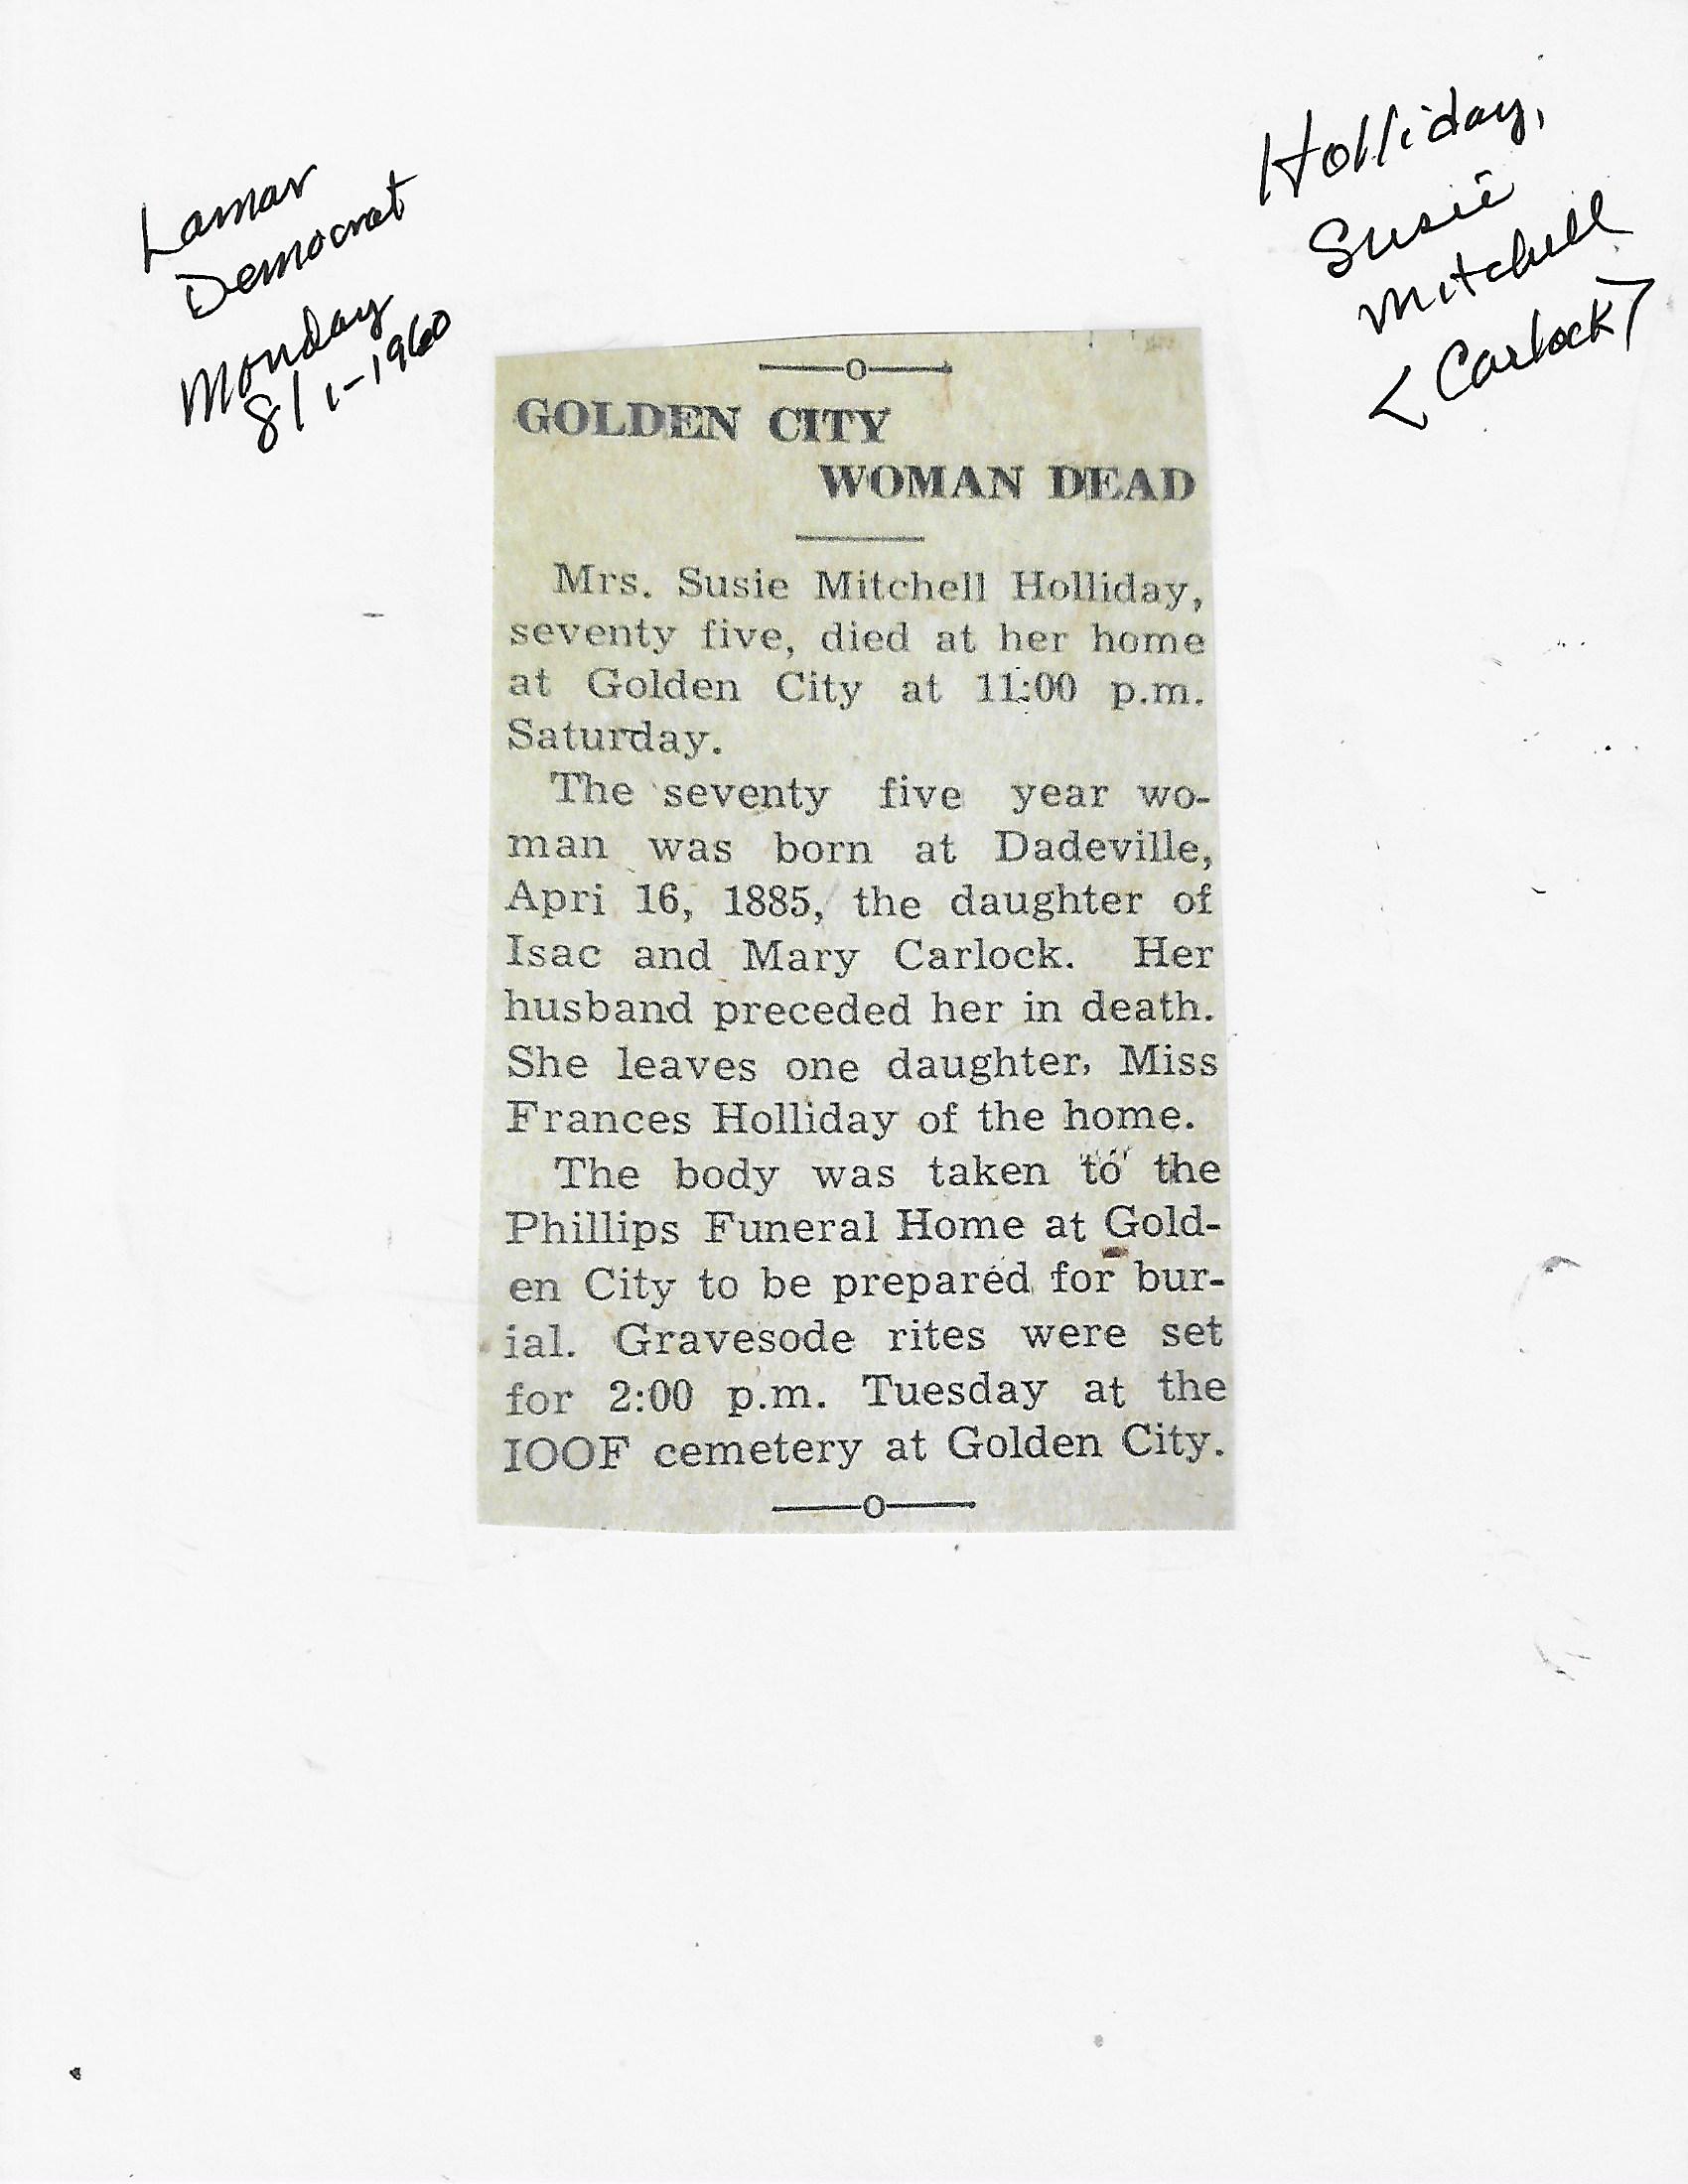 Lamar
Democrat
Monday
8/1-1960
Holliday,
Susie
Mitchell
<Carlock>
GOLDEN CITY
WOMAN DEAD
Mrs. Susie Mitchell Holliday,
seventy five, died at her home
at Golden City at 11:00 p.m.
Saturday.
The seventy five year wo-
man was born at Dadeville,
Apri 16, 1885, the daughter of
Isac and Mary Carlock. Her
husband preceded her in death.
She leaves one daughter, Miss
Frances Holliday of the home.
The body was taken to the
Phillips Funeral Home at Gold-
en City to be prepared for bur-
ial. Gravesode rites were set
for 2:00 p.m. Tuesday at the
IOOF cemetery at Golden City.